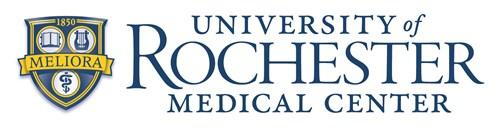 1850
MELIORA
UNIVERSITY of
ROCHESTER
MEDICAL CENTER